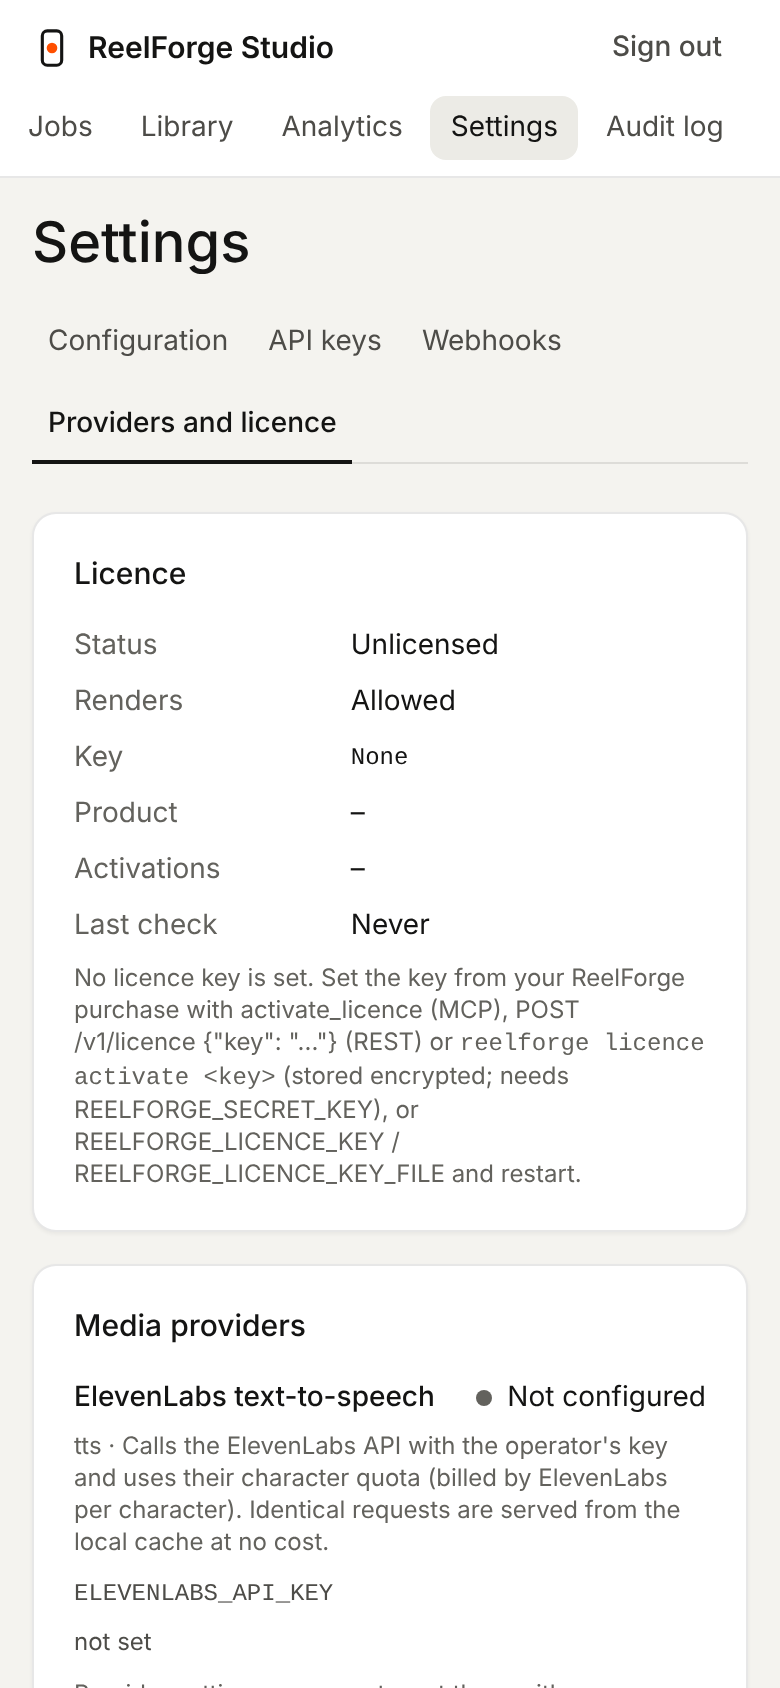 ReelForge Studio
Sign out
Jobs
Library
Analytics
Settings
Audit log
Settings
Configuration
API keys
Webhooks
Providers and licence
Licence
Status Unlicensed
Renders Allowed
Key None
Product –
Activations –
Last check Never
No licence key is set. Set the key from your ReelForge
purchase with activate_licence (MCP), POST
/v1/licence {"key": "..."} (REST) or reelforge licence
activate <key> (stored encrypted; needs
REELFORGE_SECRET_KEY), or
REELFORGE_LICENCE_KEY /
REELFORGE_LICENCE_KEY_FILE and restart.
Media providers
ElevenLabs text-to-speech
Not configured
tts · Calls the ElevenLabs API with the operator's key
and uses their character quota (billed by ElevenLabs
per character). Identical requests are served from the
local cache at no cost.
ELEVENLABS_API_KEY
not set